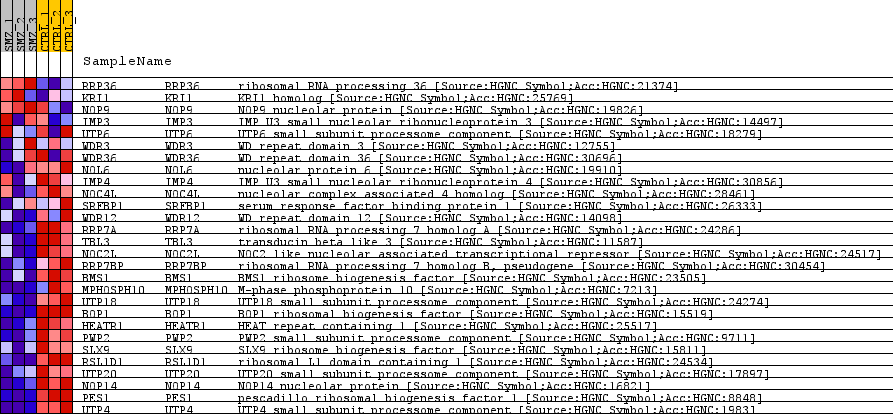 SMZ_1 SMZ_2 SMZ_3 CTRL_1 CTRL_2 CTRL_3
SampleName
RRP36 RRP36 ribosomal RNA processing 36 [Source:HGNC Symbol;Acc:HGNC:21374]
KRI1 KRI1 KRI1 homolog [Source:HGNC Symbol;Acc:HGNC:25769]
NOP9 NOP9 NOP9 nucleolar protein [Source:HGNC Symbol;Acc:HGNC:19826]
IMP3 IMP3 IMP U3 small nucleolar ribonucleoprotein 3 [Source:HGNC Symbol;Acc:HGNC:14497]
UTP6 UTP6 UTP6 small subunit processome component [Source:HGNC Symbol;Acc:HGNC:18279]
WDR3 WDR3 WD repeat domain 3 [Source:HGNC Symbol;Acc:HGNC:12755]
WDR36 WDR36 WD repeat domain 36 [Source:HGNC Symbol;Acc:HGNC:30696]
NOL6 NOL6 nucleolar protein 6 [Source:HGNC Symbol;Acc:HGNC:19910]
IMP4 IMP4 IMP U3 small nucleolar ribonucleoprotein 4 [Source:HGNC Symbol;Acc:HGNC:30856]
NOC4L NOC4L nucleolar complex associated 4 homolog [Source:HGNC Symbol;Acc:HGNC:28461]
SRFBP1 SRFBP1 serum response factor binding protein 1 [Source:HGNC Symbol;Acc:HGNC:26333]
WDR12 WDR12 WD repeat domain 12 [Source:HGNC Symbol;Acc:HGNC:14098]
RRP7A RRP7A ribosomal RNA processing 7 homolog A [Source:HGNC Symbol;Acc:HGNC:24286]
TBL3 TBL3 transducin beta like 3 [Source:HGNC Symbol;Acc:HGNC:11587]
NOC2L NOC2L NOC2 like nucleolar associated transcriptional repressor [Source:HGNC Symbol;Acc:HGNC:24517]
RRP7BP RRP7BP ribosomal RNA processing 7 homolog B, pseudogene [Source:HGNC Symbol;Acc:HGNC:30454]
BMS1 BMS1 BMS1 ribosome biogenesis factor [Source:HGNC Symbol;Acc:HGNC:23505]
MPHOSPH10 MPHOSPH10 M-phase phosphoprotein 10 [Source:HGNC Symbol;Acc:HGNC:7213]
UTP18 UTP18 UTP18 small subunit processome component [Source:HGNC Symbol;Acc:HGNC:24274]
BOP1 BOP1 BOP1 ribosomal biogenesis factor [Source:HGNC Symbol;Acc:HGNC:15519]
HEATR1 HEATR1 HEAT repeat containing 1 [Source:HGNC Symbol;Acc:HGNC:25517]
PWP2 PWP2 PWP2 small subunit processome component [Source:HGNC Symbol;Acc:HGNC:9711]
SLX9 SLX9 SLX9 ribosome biogenesis factor [Source:HGNC Symbol;Acc:HGNC:15811]
RSL1D1 RSL1D1 ribosomal L1 domain containing 1 [Source:HGNC Symbol;Acc:HGNC:24534]
UTP20 UTP20 UTP20 small subunit processome component [Source:HGNC Symbol;Acc:HGNC:17897]
NOP14 NOP14 NOP14 nucleolar protein [Source:HGNC Symbol;Acc:HGNC:16821]
PES1 PES1 pescadillo ribosomal biogenesis factor 1 [Source:HGNC Symbol;Acc:HGNC:8848]
UTP4 UTP4 UTP4 small subunit processome component [Source:HGNC Symbol;Acc:HGNC:1983]